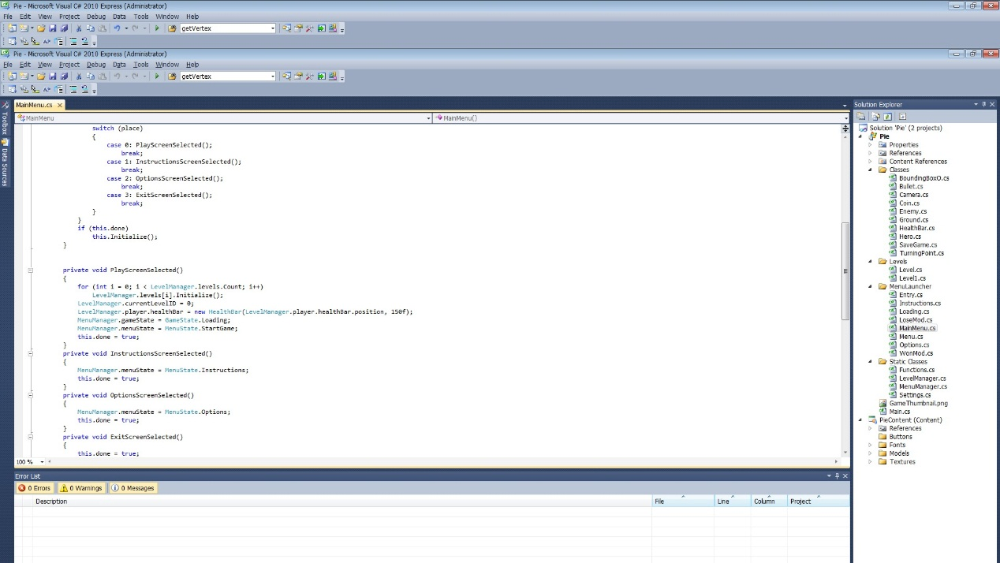 Pie - Microsoft Visual C# 2010 Express (Administrator)
File Edit View Project Debug Data Tools Window Help
getVertex
Pie - Microsoft Visual C# 2010 Express (Administrator)
File Edit View Project Debug Data Tools Window Help
getVertex
Toolbox
Data Sources
MainMenu.cs
MainMenu
MainMenu()
switch (place)
{
case 0: PlayScreenSelected();
break;
case 1: InstructionsScreenSelected();
break;
case 2: OptionsScreenSelected();
break;
case 3: ExitScreenSelected();
break;
}
}
if (this.done)
this.Initialize();
}
private void PlayScreenSelected()
{
for (int i = 0; i < LevelManager.levels.Count; i++)
LevelManager.levels[i].Initialize();
LevelManager.currentLevelID = 0;
LevelManager.player.healthBar = new HealthBar(LevelManager.player.healthBar.position, 150f);
MenuManager.gameState = GameState.Loading;
MenuManager.menuState = MenuState.StartGame;
this.done = true;
}
private void InstructionsScreenSelected()
{
MenuManager.menuState = MenuState.Instructions;
this.done = true;
}
private void OptionsScreenSelected()
{
MenuManager.menuState = MenuState.Options;
this.done = true;
}
private void ExitScreenSelected()
{
this.done = true;
100 %
Solution Explorer
Solution 'Pie' (2 projects)
Pie
Properties
References
Content References
Classes
BoundingBoxO.cs
Bullet.cs
Camera.cs
Coin.cs
Enemy.cs
Ground.cs
HealthBar.cs
Hero.cs
SaveGame.cs
TurningPoint.cs
Levels
Level.cs
Level1.cs
MenuLauncher
Entry.cs
Instructions.cs
Loading.cs
LoseMod.cs
MainMenu.cs
Menu.cs
Options.cs
WonMod.cs
Static Classes
Functions.cs
LevelManager.cs
MenuManager.cs
Settings.cs
GameThumbnail.png
Main.cs
PieContent (Content)
References
Buttons
Fonts
Models
Textures
Error List
0 Errors 0 Warnings 0 Messages
Description File Line Column Project